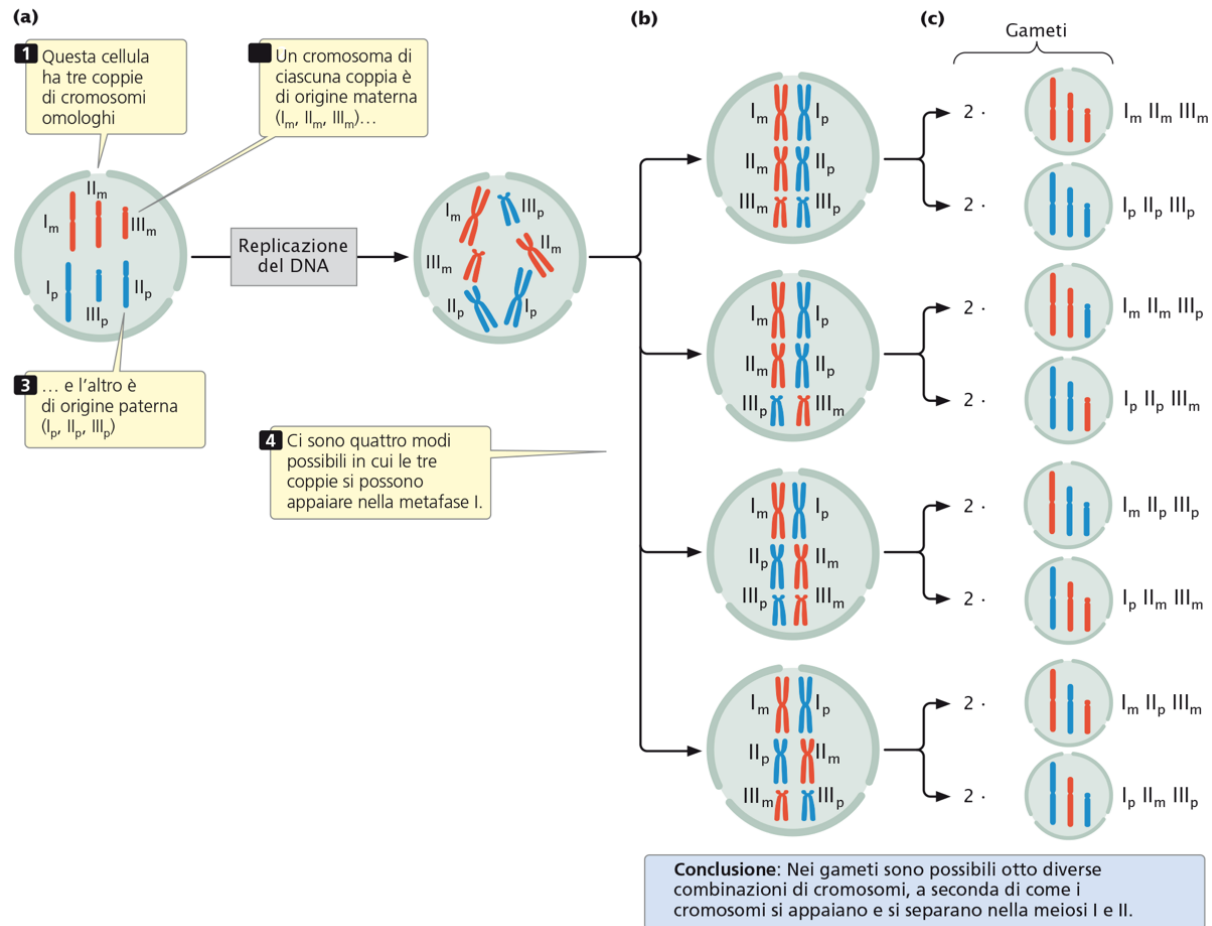 (a)
1 Questa cellula
ha tre coppie
di cromosomi
omologhi
Un cromosoma di
ciascuna coppia è
di origine materna
(Im, IIm, IIIm)…
Im
IIm
IIIm
Ip
IIIp
IIp
3 … e l'altro è
di origine paterna
(Ip, IIp, IIIp)
Replicazione
del DNA
Im
IIIp
IIm
IIIm
IIp
Ip
4 Ci sono quattro modi
possibili in cui le tre
coppie si possono
appaiare nella metafase I.
(b)
Im Ip
IIm IIp
IIIm IIIp
Im Ip
IIm IIp
IIIp IIIm
Im Ip
IIp IIm
IIIp IIIm
Im Ip
IIp IIm
IIIm IIIp
(c)
Gameti
2 · Im IIm IIIm
2 · Ip IIp IIIp
2 · Im IIm IIIp
2 · Ip IIp IIIm
2 · Im IIp IIIp
2 · Ip IIm IIIm
2 · Im IIp IIIm
2 · Ip IIm IIIp
Conclusione: Nei gameti sono possibili otto diverse
combinazioni di cromosomi, a seconda di come i
cromosomi si appaiano e si separano nella meiosi I e II.